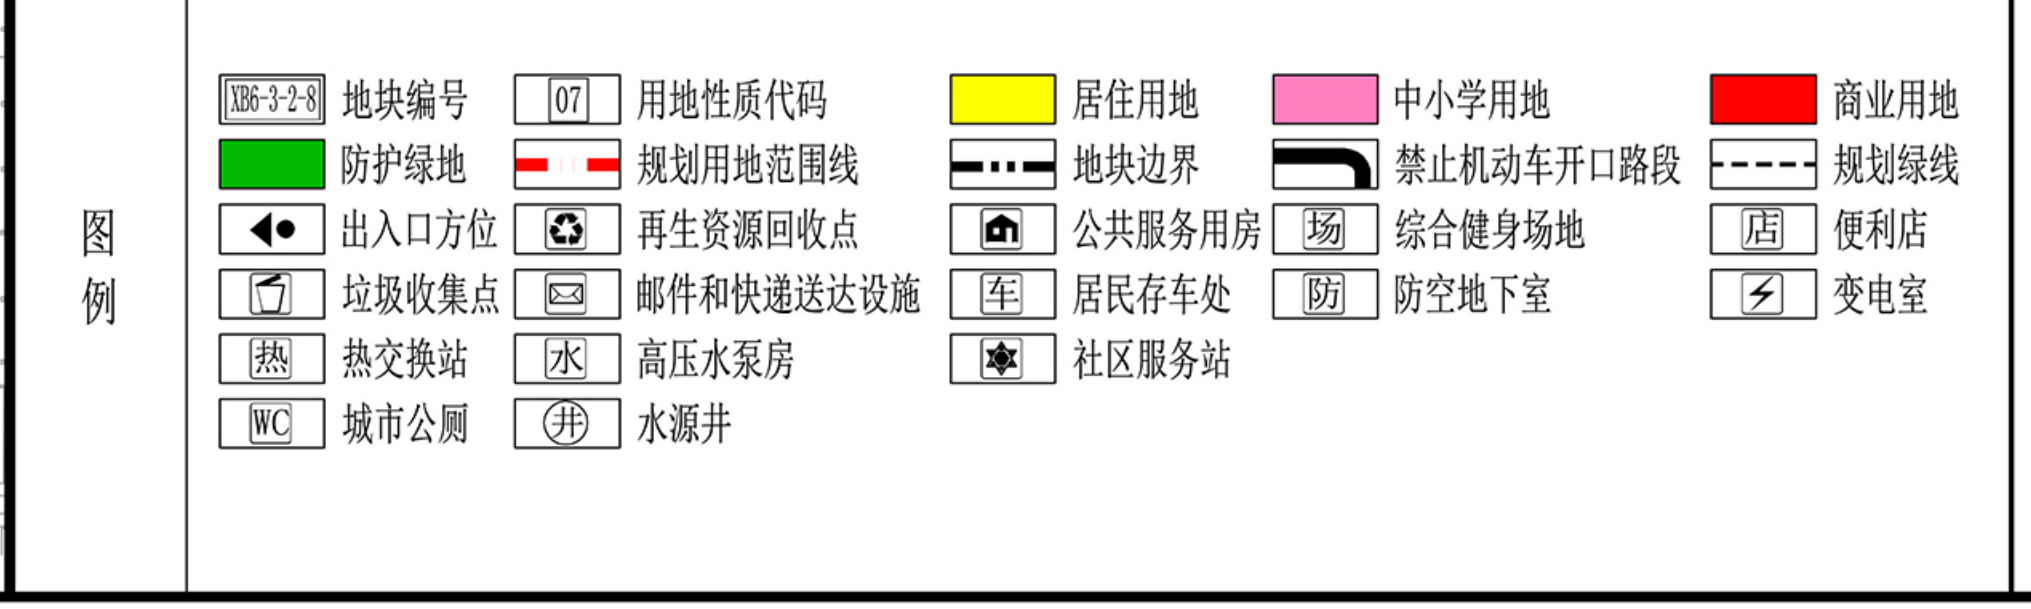 XB6-3-2-8 地块编号 07 用地性质代码 居住用地 中小学用地 商业用地
防护绿地 规划用地范围线 地块边界 禁止机动车开口路段 规划绿线
图
出入口方位 再生资源回收点 公共服务用房 场 综合健身场地 店 便利店
例
垃圾收集点 邮件和快递送达设施 车 居民存车处 防 防空地下室 变电室
热 热交换站 水 高压水泵房 社区服务站
WC 城市公厕 井 水源井